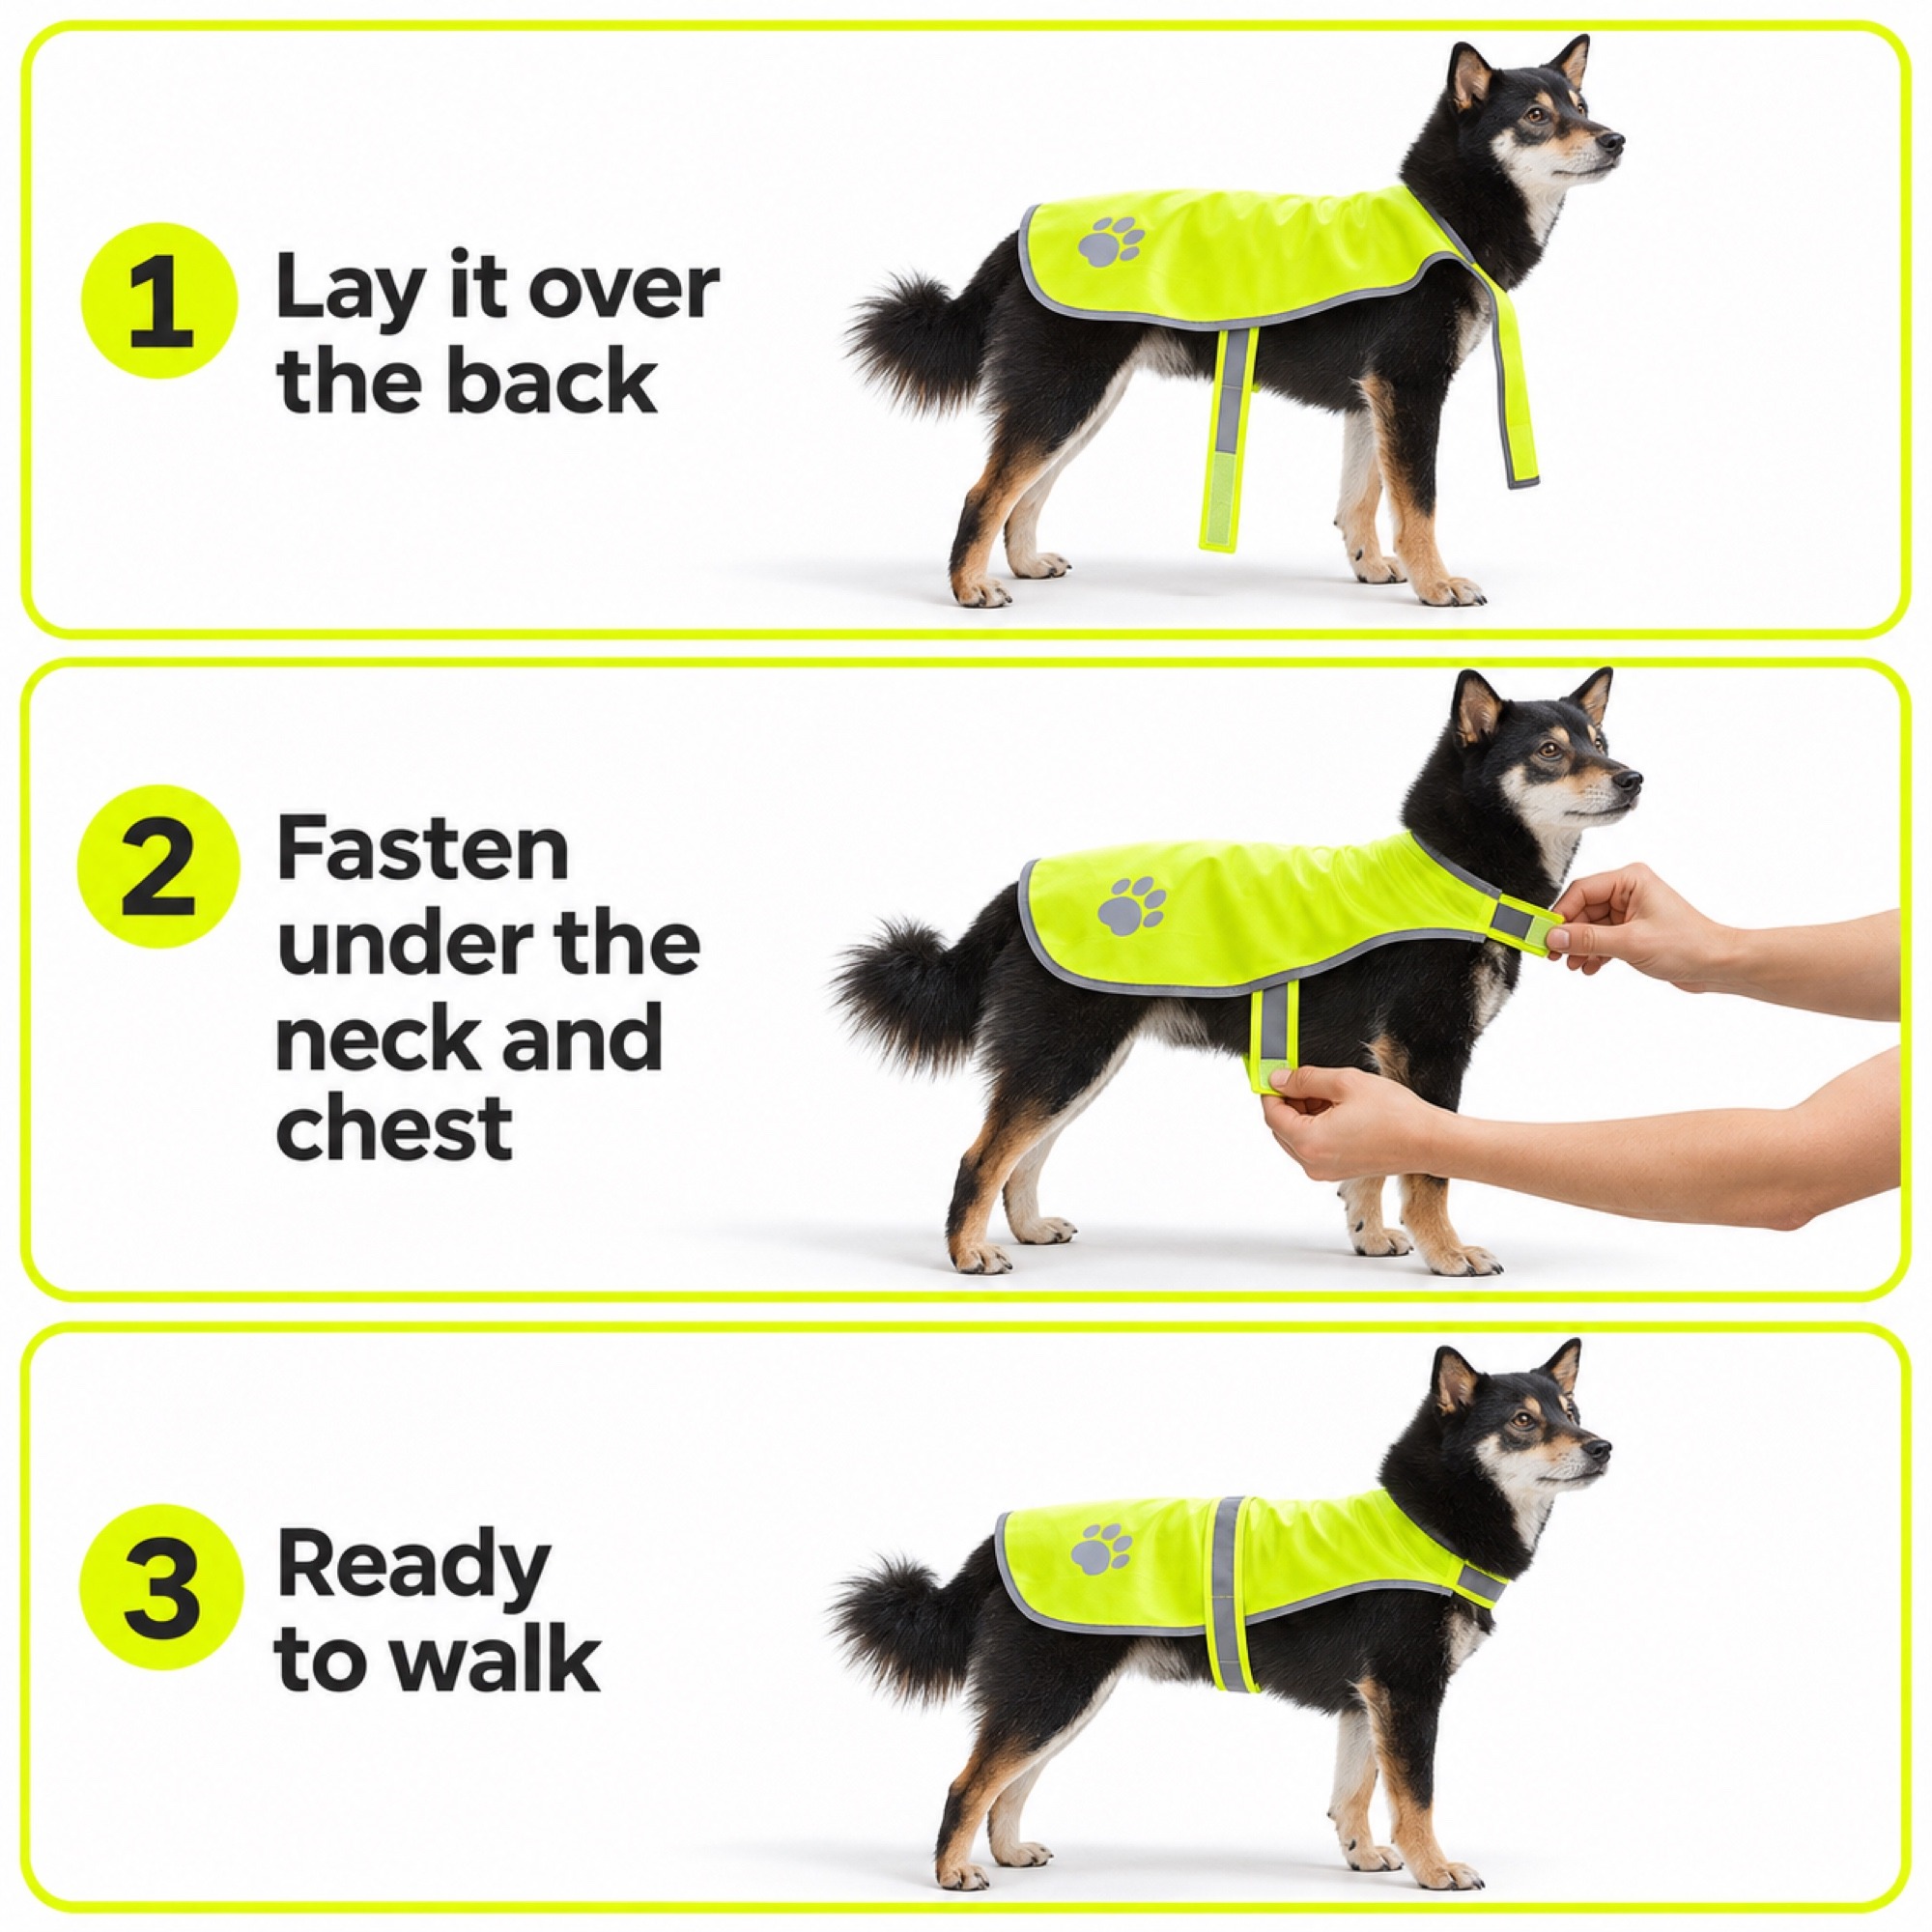 1
Lay it over
the back
2
Fasten
under the
neck and
chest
3
Ready
to walk